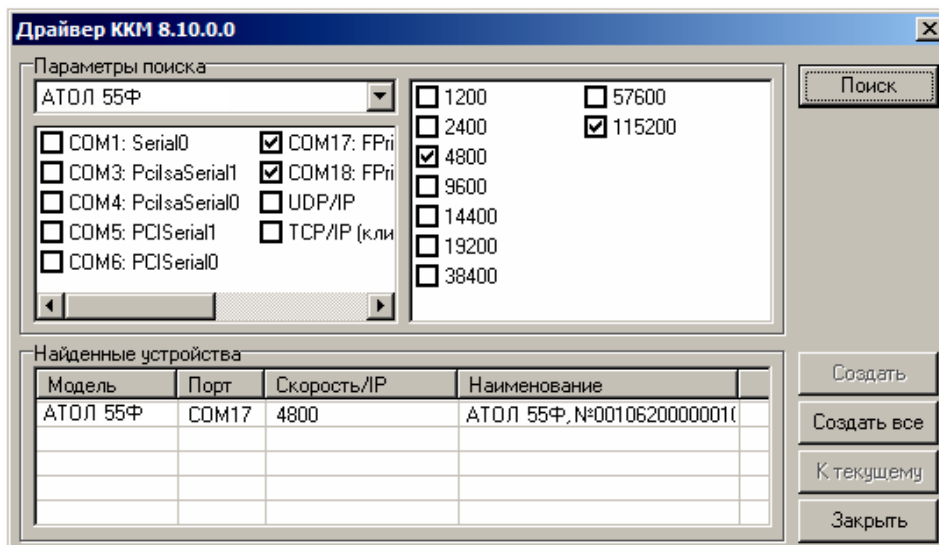 Драйвер ККМ 8.10.0.0
Параметры поиска
АТОЛ 55Ф
COM1: Serial0
COM3: PciIsaSerial1
COM4: PciIsaSerial0
COM5: PCISerial1
COM6: PCISerial0
COM17: FPri
COM18: FPri
UDP/IP
TCP/IP (кли
1200
2400
4800
9600
14400
19200
38400
57600
115200
Поиск
Найденные устройства
Модель Порт Скорость/IP Наименование
АТОЛ 55Ф COM17 4800 АТОЛ 55Ф, №0010620000001(
Создать
Создать все
К текущему
Закрыть